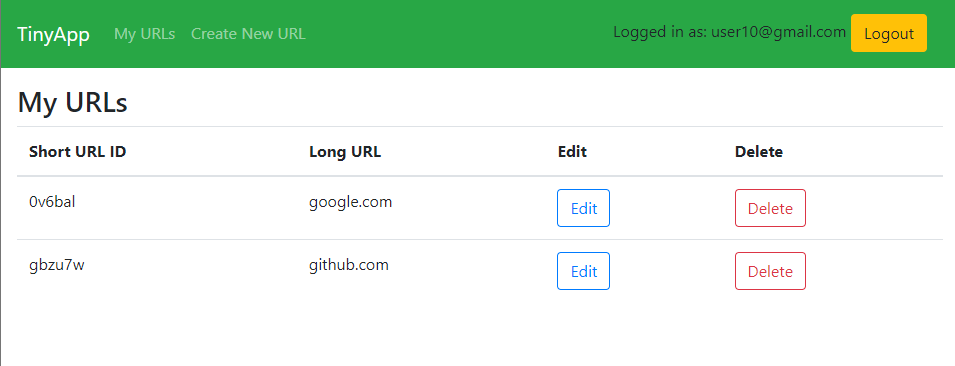 TinyApp My URLs Create New URL Logged in as: user10@gmail.com Logout
My URLs
Short URL ID Long URL Edit Delete
0v6bal google.com Edit Delete
gbzu7w github.com Edit Delete